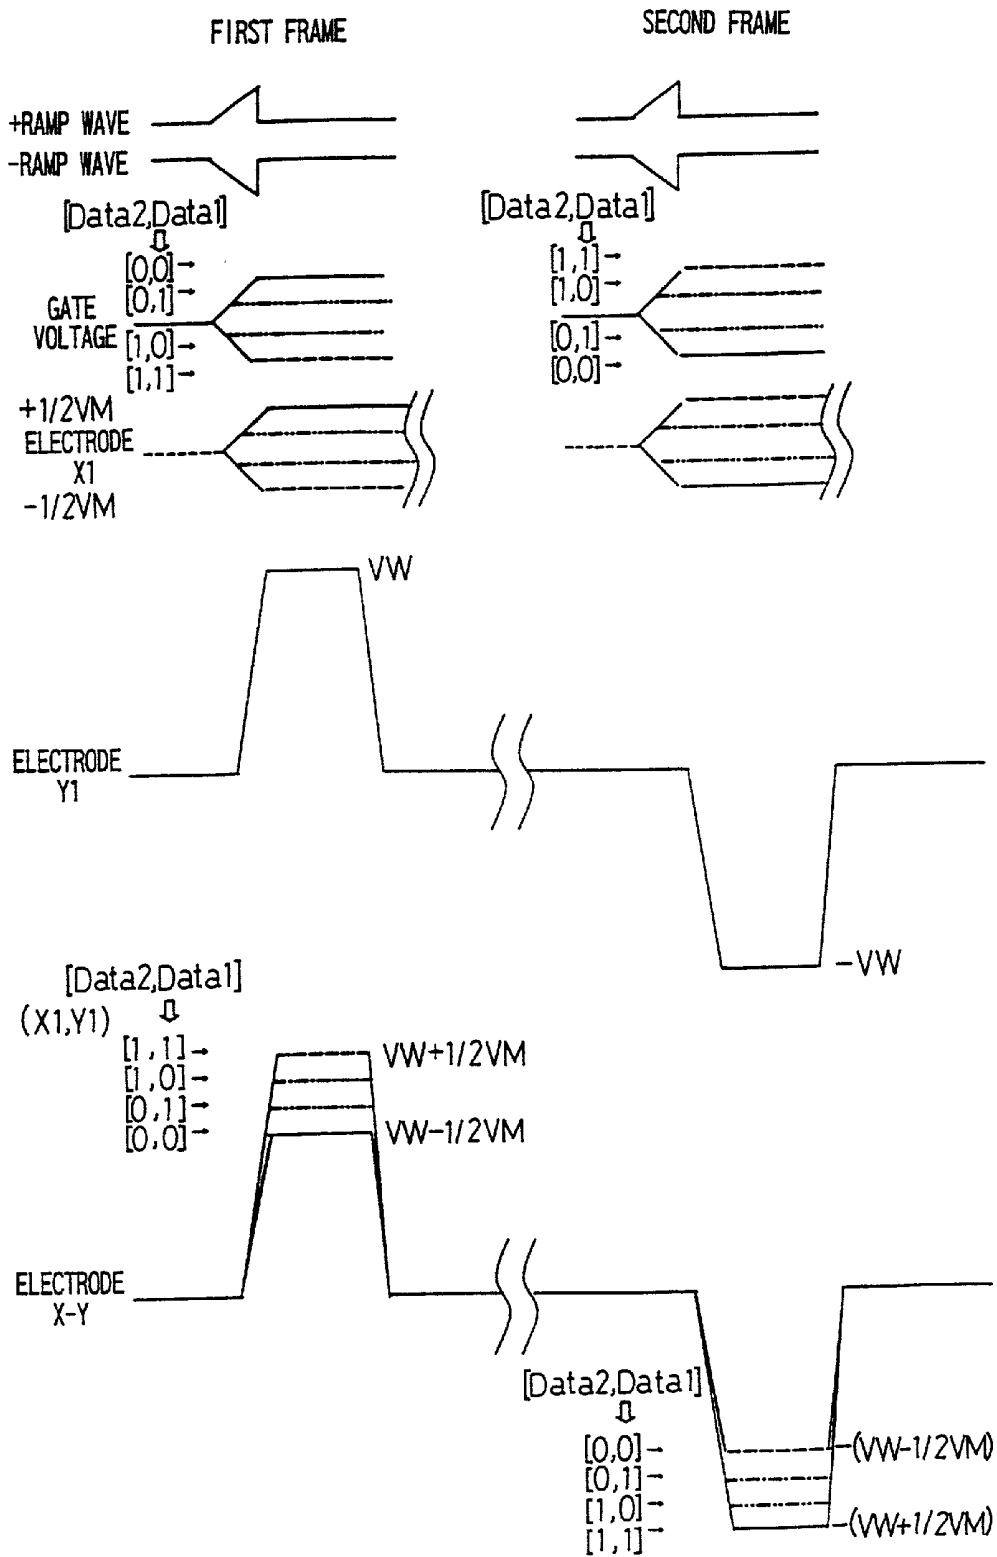 FIRST FRAME
SECOND FRAME
+RAMP WAVE
-RAMP WAVE
[Data2,Data1]
[0,0]→
[0,1]→
GATE
VOLTAGE
[1,0]→
[1,1]→
[Data2,Data1]
[1,1]→
[1,0]→
[0,1]→
[0,0]→
+1/2VM
ELECTRODE
X1
-1/2VM
VW
ELECTRODE
Y1
-VW
[Data2,Data1]
(X1,Y1)
[1,1]→
[1,0]→
[0,1]→
[0,0]→
VW+1/2VM
VW-1/2VM
ELECTRODE
X-Y
[Data2,Data1]
[0,0]→
[0,1]→
[1,0]→
[1,1]→
-(VW-1/2VM)
-(VW+1/2VM)